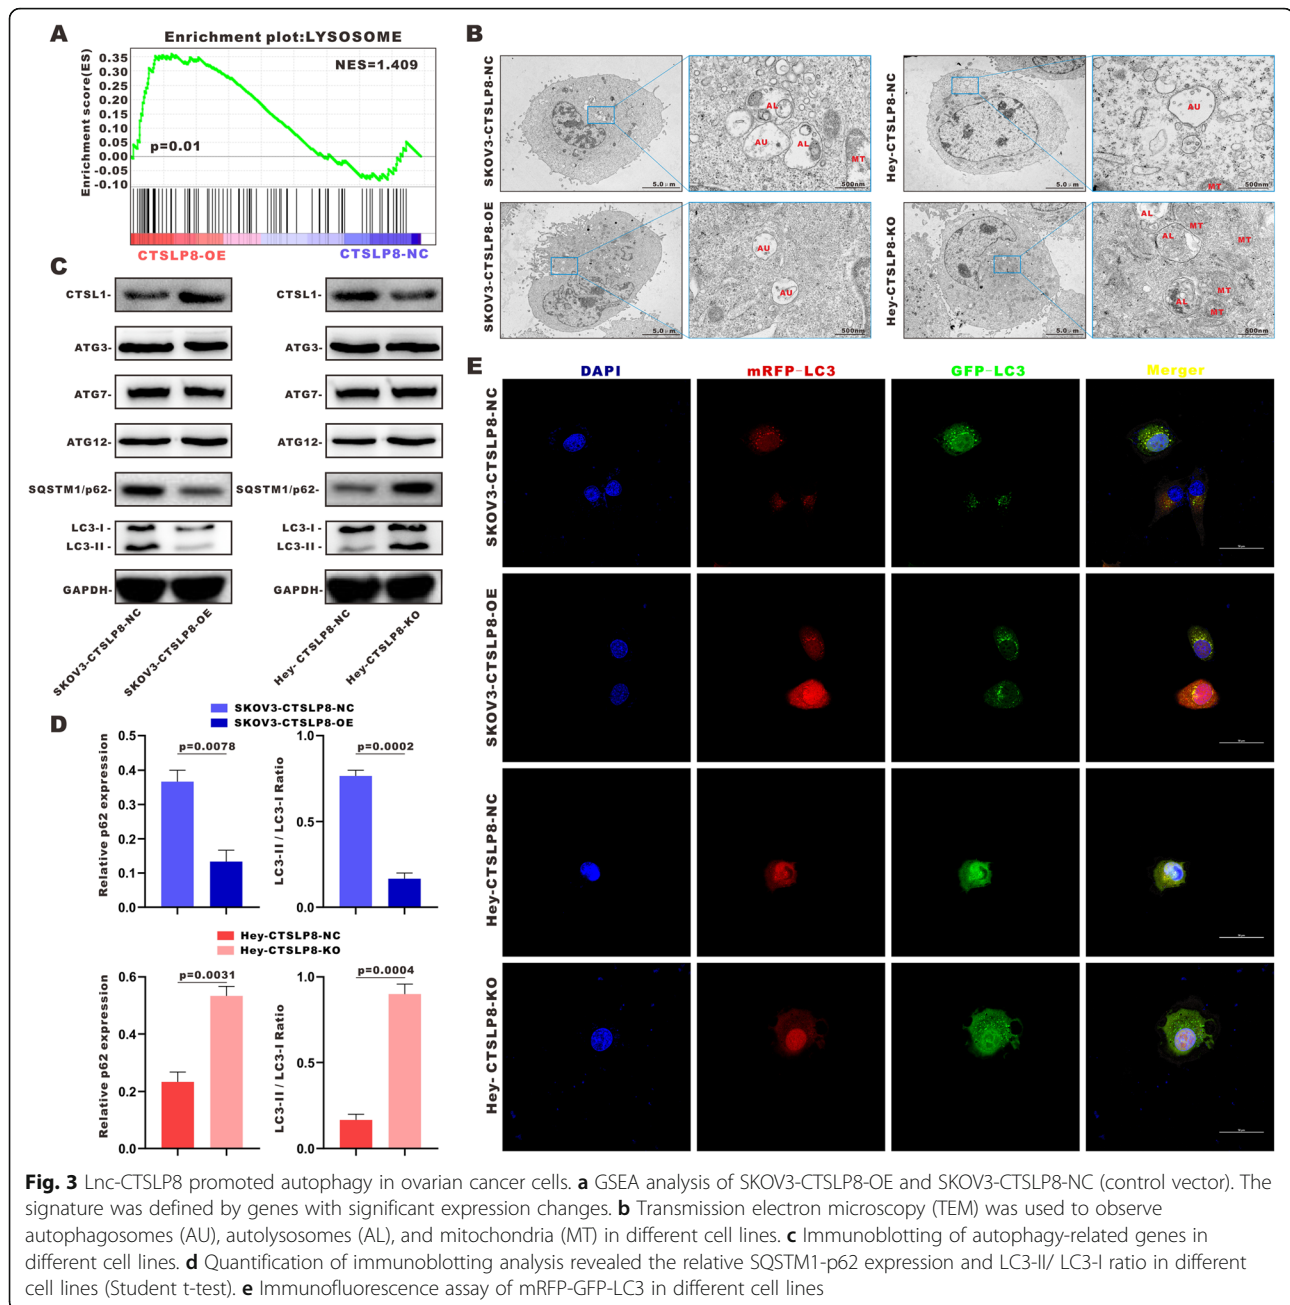 A
Enrichment plot:LYSOSOME
Enrichment score(ES)
0.35
0.30
0.25
0.20
0.15
0.10
0.05
0.00
-0.05
-0.10
NES=1.409
p=0.01
CTSLP8-OE
CTSLP8-NC
B
SKOV3-CTSLP8-NC
5.0μm
AL
AU
AL
MT
500nm
Hey-CTSLP8-NC
5.0μm
AU
MT
500nm
SKOV3-CTSLP8-OE
5.0μm
AU
AU
500nm
Hey-CTSLP8-KO
5.0μm
AL
MT
AL
MT
MT
AL
MT
500nm
C
CTSL1-
CTSL1-
ATG3-
ATG3-
ATG7-
ATG7-
ATG12-
ATG12-
SQSTM1/p62-
SQSTM1/p62-
LC3-I -
LC3-I -
LC3-II -
LC3-II -
GAPDH-
GAPDH-
SKOV3-CTSLP8-NC
SKOV3-CTSLP8-OE
Hey- CTSLP8-NC
Hey-CTSLP8-KO
D
SKOV3-CTSLP8-NC
SKOV3-CTSLP8-OE
Relative p62 expression
0.6
0.4
0.3
0.2
0.1
0.0
p=0.0078
LC3-II / LC3-I Ratio
1.0
0.5
0.0
p=0.0002
Hey-CTSLP8-NC
Hey-CTSLP8-KO
Relative p62 expression
0.6
0.4
0.2
0.0
p=0.0031
LC3-II / LC3-I Ratio
1.0
0.5
0.0
p=0.0004
E
DAPI
mRFP-LC3
GFP-LC3
Merger
SKOV3-CTSLP8-NC
SKOV3-CTSLP8-OE
Hey-CTSLP8-NC
Hey- CTSLP8-KO
Fig. 3 Lnc-CTSLP8 promoted autophagy in ovarian cancer cells. a GSEA analysis of SKOV3-CTSLP8-OE and SKOV3-CTSLP8-NC (control vector). The
signature was defined by genes with significant expression changes. b Transmission electron microscopy (TEM) was used to observe
autophagosomes (AU), autolysosomes (AL), and mitochondria (MT) in different cell lines. c Immunoblotting of autophagy-related genes in
different cell lines. d Quantification of immunoblotting analysis revealed the relative SQSTM1-p62 expression and LC3-II/ LC3-I ratio in different
cell lines (Student t-test). e Immunofluorescence assay of mRFP-GFP-LC3 in different cell lines